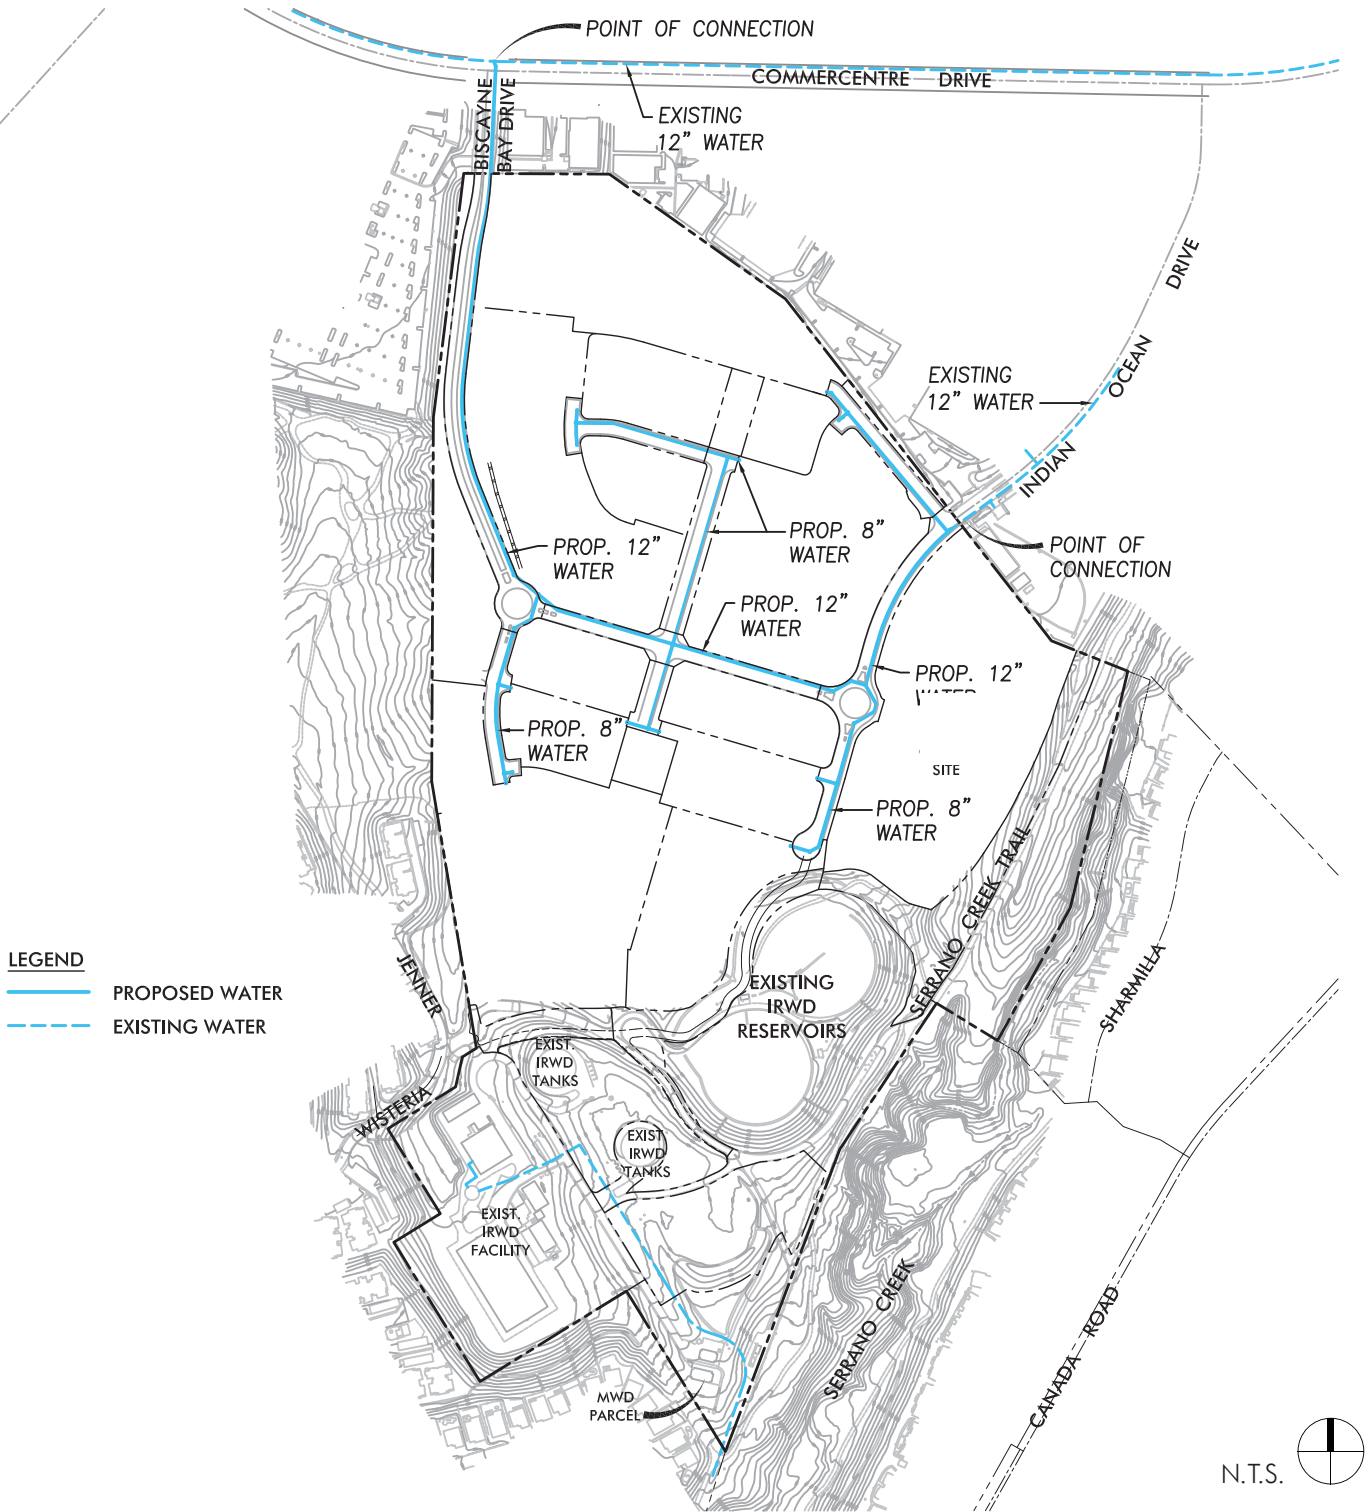 POINT OF CONNECTION
COMMERCENTRE DRIVE
BISCAYNE
BAY DRIVE
EXISTING
12" WATER
DRIVE
OCEAN
INDIAN
EXISTING
12" WATER
PROP. 8"
WATER
PROP. 12"
WATER
POINT OF
CONNECTION
PROP. 12"
WATER
PROP. 12"
WATER
PROP. 8"
WATER
SITE
PROP. 8"
WATER
SERRANO CREEK TRAIL
SHARMILLA
JENNER
LEGEND
PROPOSED WATER
EXISTING WATER
EXISTING
IRWD
RESERVOIRS
EXIST.
IRWD
TANKS
WISTERIA
EXIST.
IRWD
TANKS
EXIST.
IRWD
FACILITY
SERRANO CREEK
CANADA ROAD
MWD
PARCEL
N.T.S.